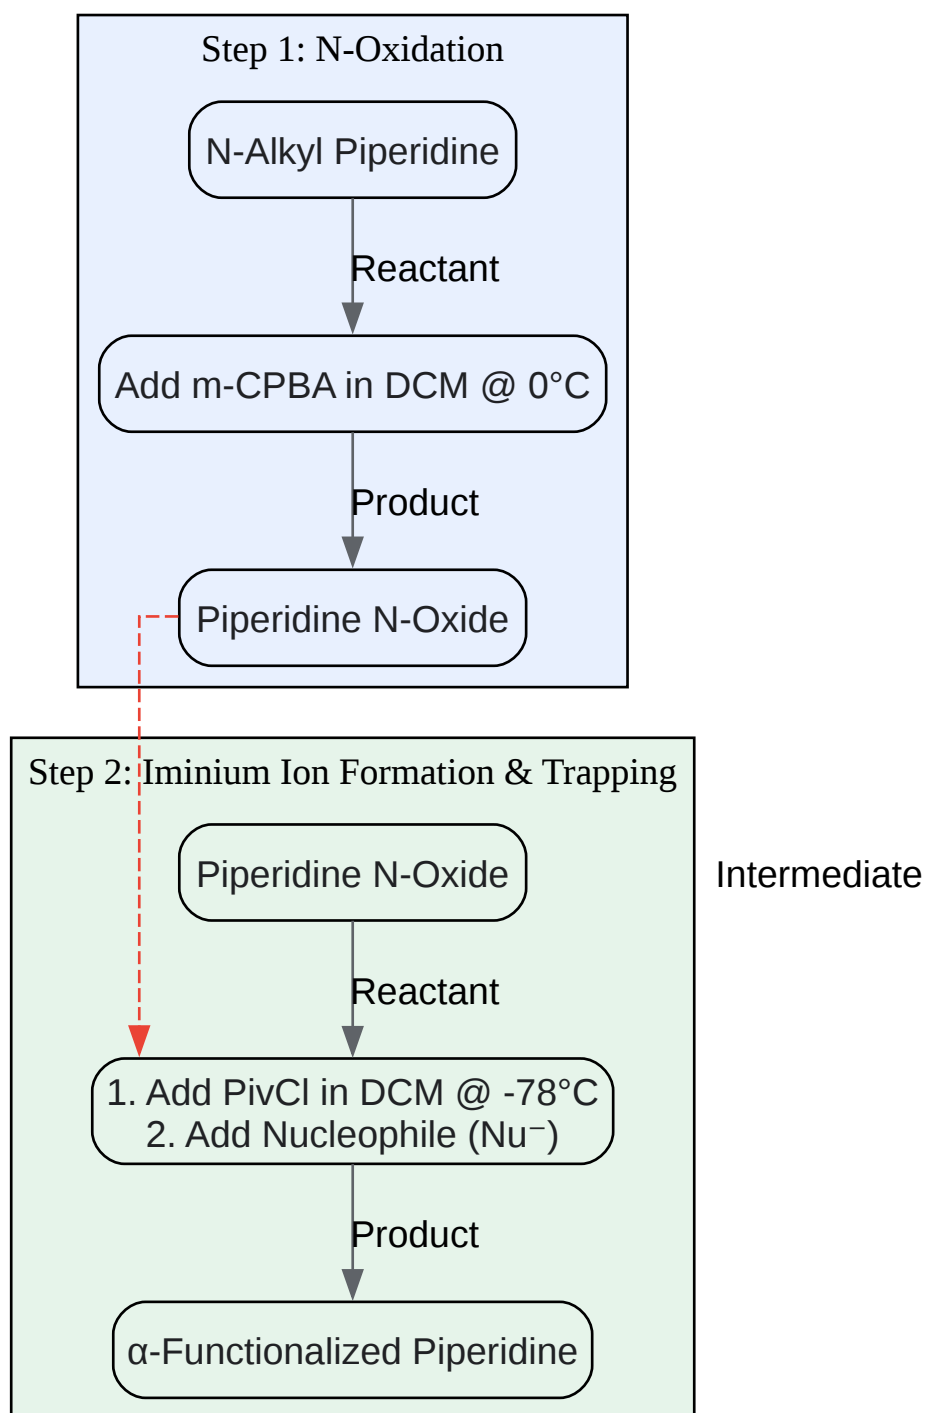 Step 1: N-Oxidation
N-Alkyl Piperidine
Reactant
Add m-CPBA in DCM @ 0°C
Product
Piperidine N-Oxide
Step 2: Iminium Ion Formation & Trapping
Piperidine N-Oxide
Intermediate
Reactant
1. Add PivCl in DCM @ -78°C
2. Add Nucleophile (Nu⁻)
Product
α-Functionalized Piperidine